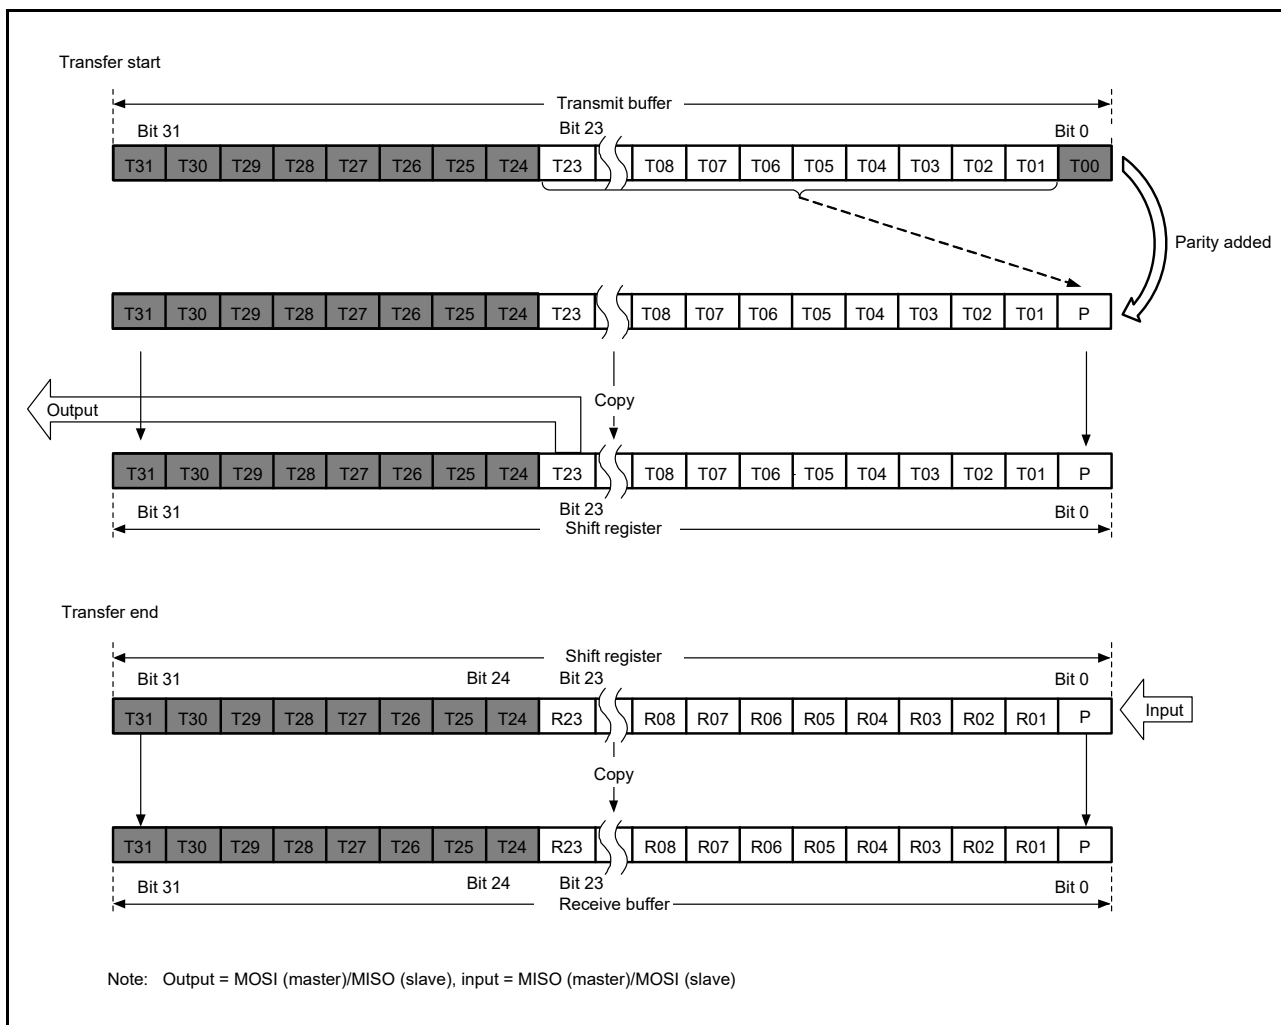 Transfer start
Transmit buffer
Bit 31 Bit 23 Bit 0
T31 T30 T29 T28 T27 T26 T25 T24 T23 T08 T07 T06 T05 T04 T03 T02 T01 T00
Parity added
T31 T30 T29 T28 T27 T26 T25 T24 T23 T08 T07 T06 T05 T04 T03 T02 T01 P
Output Copy
T31 T30 T29 T28 T27 T26 T25 T24 T23 T08 T07 T06 T05 T04 T03 T02 T01 P
Bit 31 Bit 23 Bit 0
Shift register
Transfer end
Shift register
Bit 31 Bit 24 Bit 23 Bit 0
T31 T30 T29 T28 T27 T26 T25 T24 R23 R08 R07 R06 R05 R04 R03 R02 R01 P Input
Copy
T31 T30 T29 T28 T27 T26 T25 T24 R23 R08 R07 R06 R05 R04 R03 R02 R01 P
Bit 31 Bit 24 Bit 23 Bit 0
Receive buffer
Note: Output = MOSI (master)/MISO (slave), input = MISO (master)/MOSI (slave)